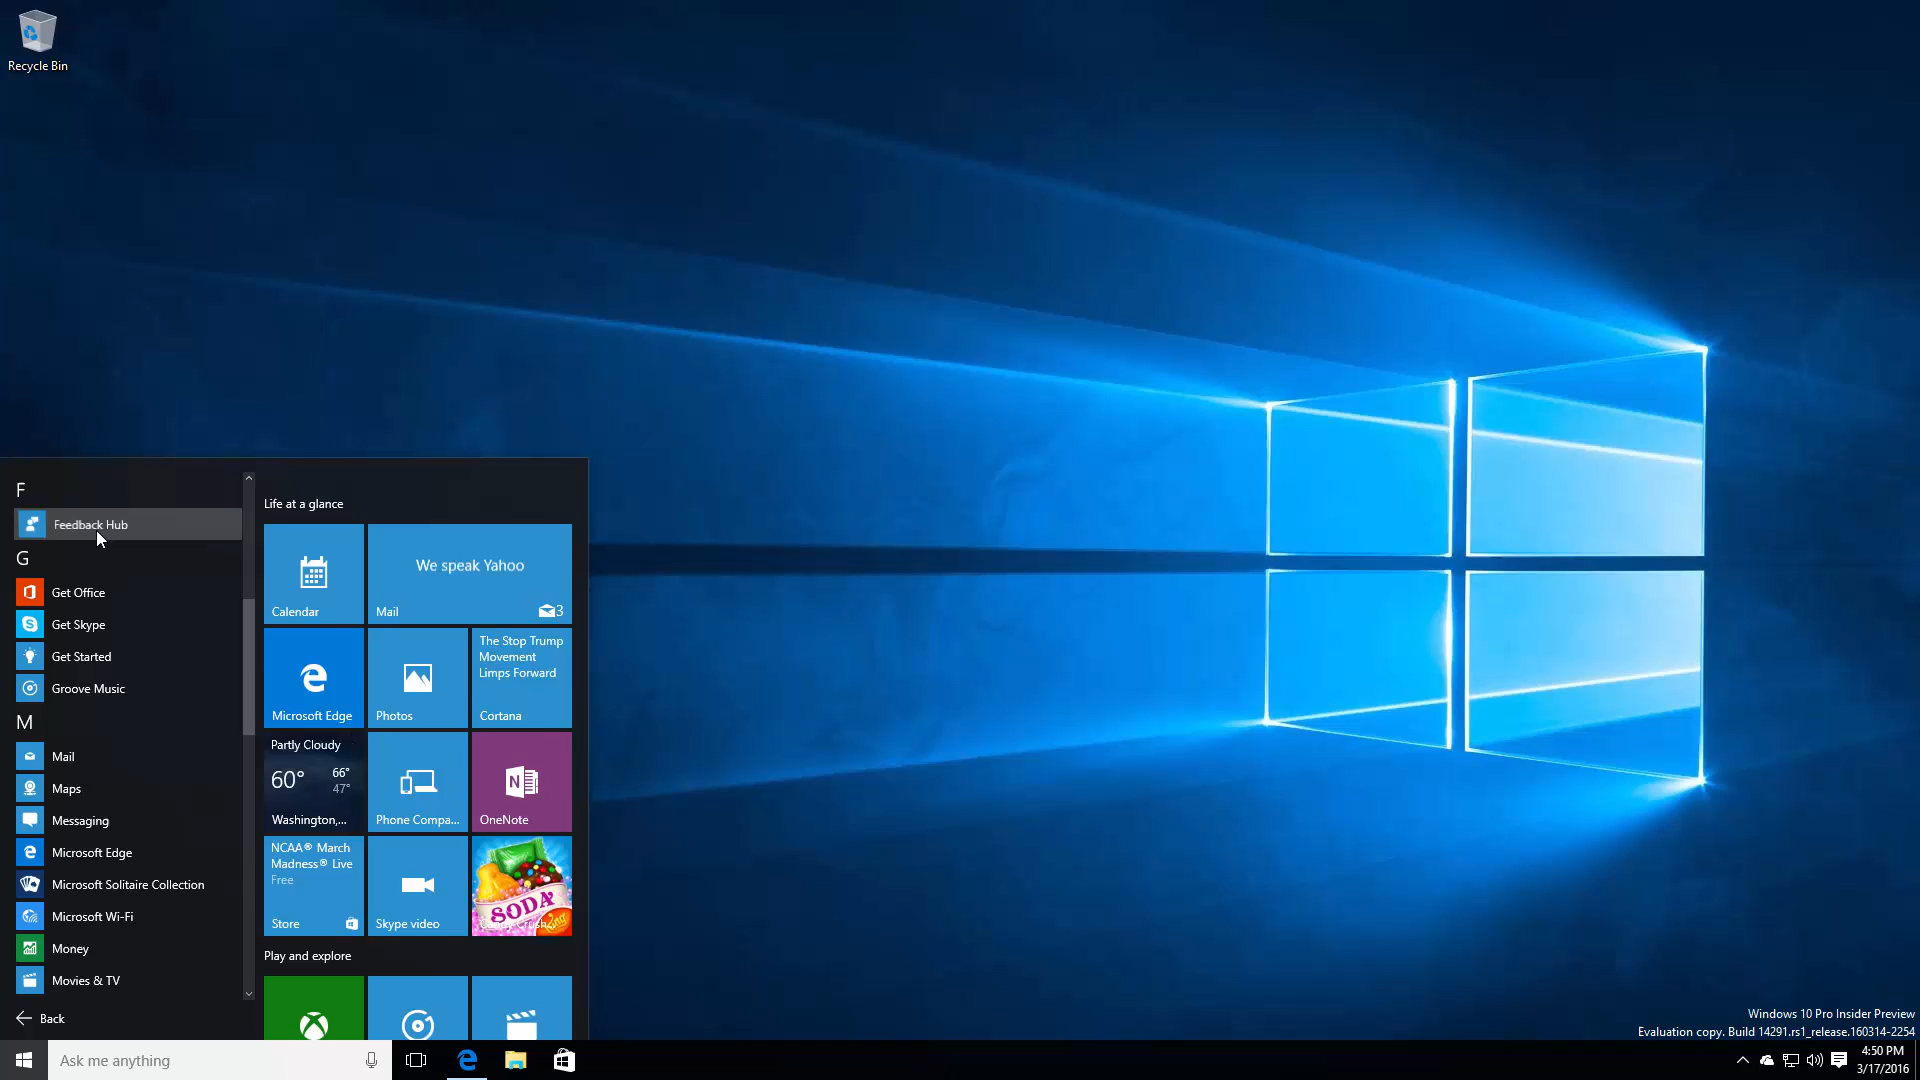 Recycle Bin
F
Feedback Hub
G
Get Office
Get Skype
Get Started
Groove Music
M
Mail
Maps
Messaging
Microsoft Edge
Microsoft Solitaire Collection
Microsoft Wi-Fi
Money
Movies & TV
Back
Life at a glance
Calendar
We speak Yahoo
Mail
3
Microsoft Edge
Photos
The Stop Trump
Movement
Limps Forward
Cortana
Partly Cloudy
60°
66°
47°
Washington,...
Phone Compa...
N
OneNote
NCAA® March
Madness® Live
Free
Store
Skype video
SODA
King
Candy Crush...
Play and explore
Windows 10 Pro Insider Preview
Evaluation copy. Build 14291.rs1_release.160314-2254
Ask me anything
4:50 PM
3/17/2016